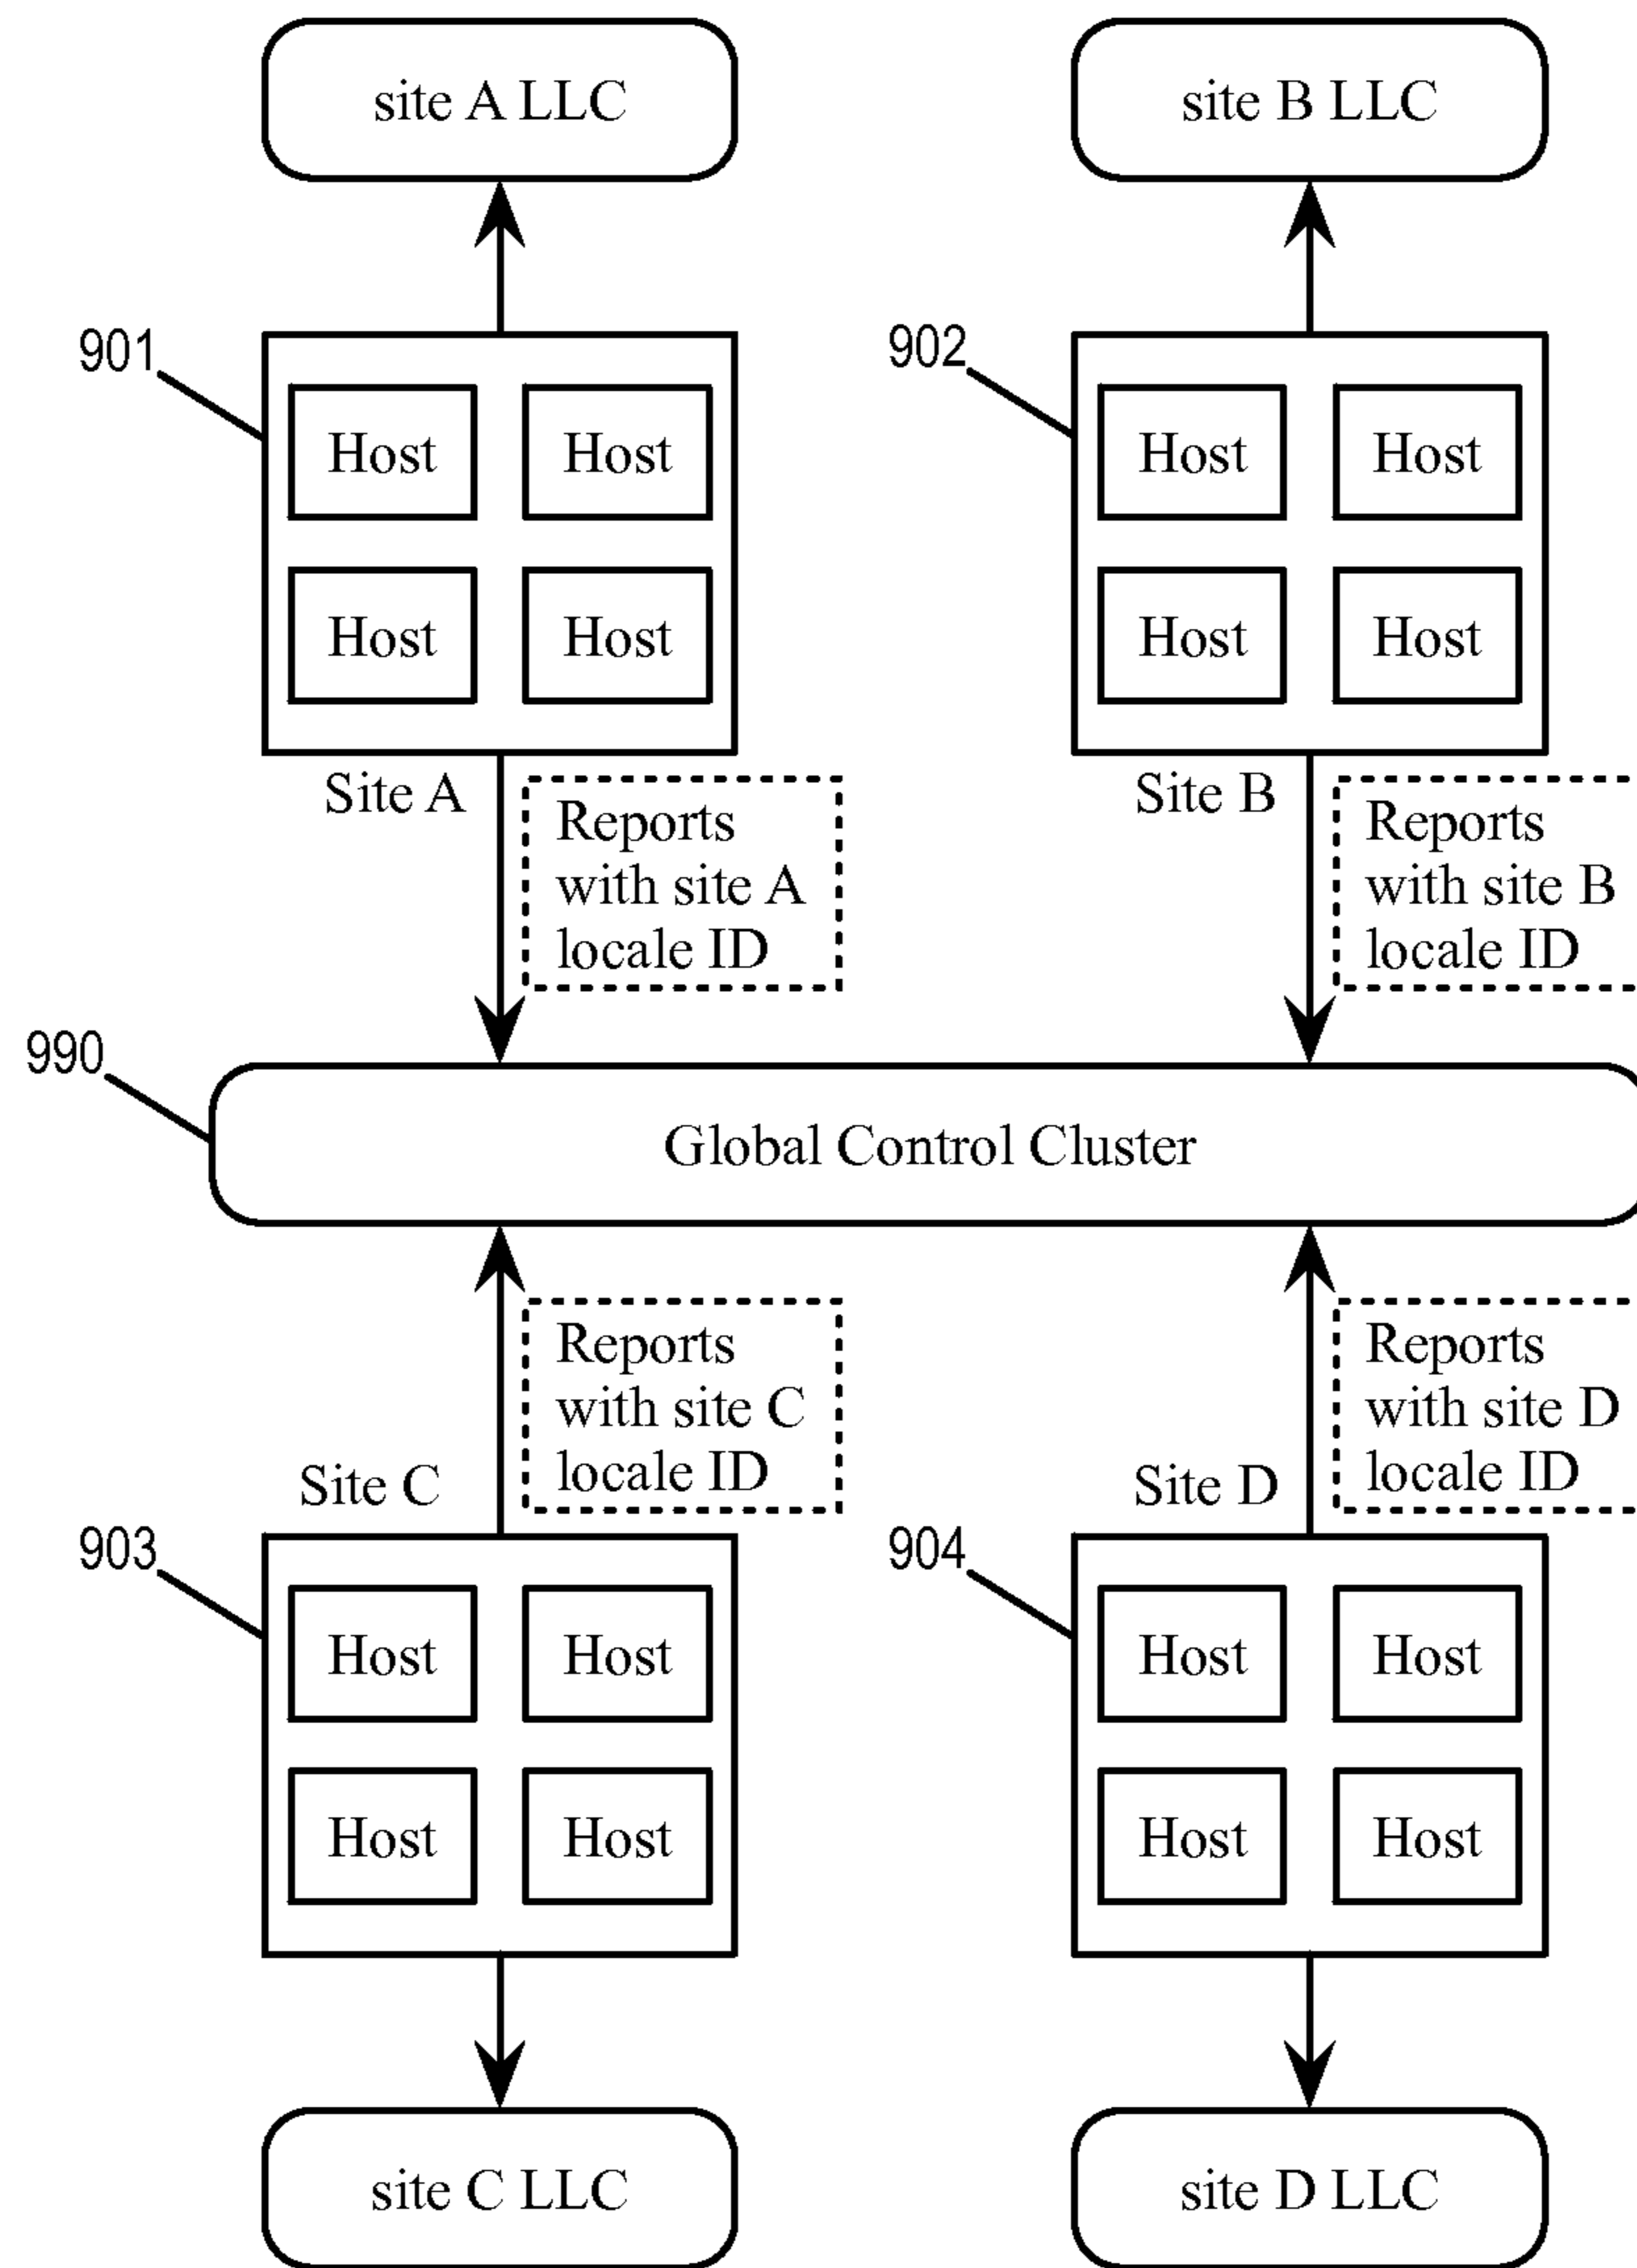 site A LLC
site B LLC
901
902
Host
Host
Host
Host
Host
Host
Host
Host
Site A
Reports
with site A
locale ID
Site B
Reports
with site B
locale ID
990
Global Control Cluster
Site C
Reports
with site C
locale ID
Site D
Reports
with site D
locale ID
903
904
Host
Host
Host
Host
Host
Host
Host
Host
site C LLC
site D LLC